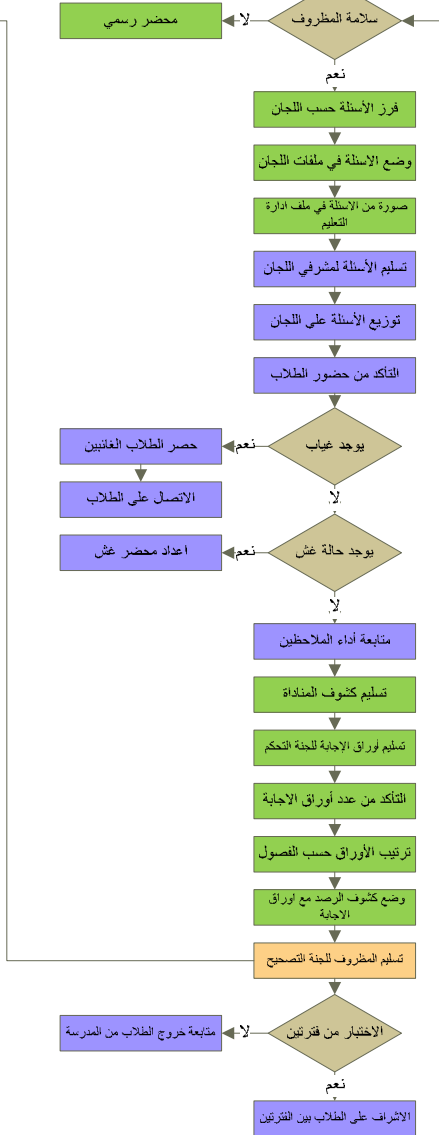 سلامة المظروف
لا
محضر رسمي
نعم
فرز الأسئلة حسب اللجان
وضع الاسئلة في ملفات اللجان
صورة من الاسئلة في ملف ادارة
التعليم
تسليم الأسئلة لمشرفي اللجان
توزيع الأسئلة على اللجان
التأكد من حضور الطلاب
يوجد غياب
نعم
حصر الطلاب الغائبين
الاتصال على الطلاب
لا
يوجد حالة غش
نعم
اعداد محضر غش
لا
متابعة أداء الملاحظين
تسليم كشوف المناداة
تسليم أوراق الإجابة للجنة التحكم
التأكد من عدد أوراق الاجابة
ترتيب الأوراق حسب الفصول
وضع كشوف الرصد مع اوراق
الاجابة
تسليم المظروف للجنة التصحيح
الاختبار من فترتين
لا
متابعة خروج الطلاب من المدرسة
نعم
الاشراف على الطلاب بين الفترتين